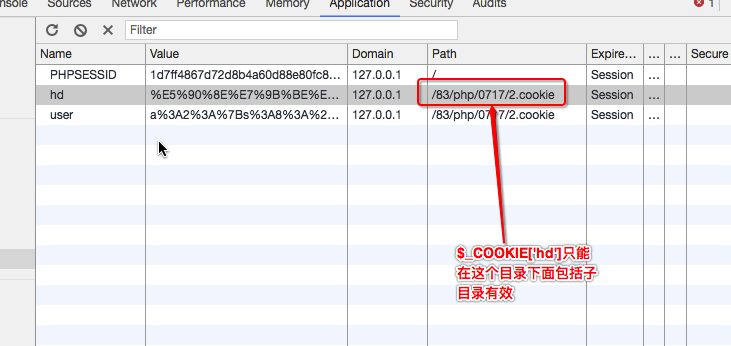 nsole Sources Network Performance Memory Application Security Audits 1
Filter
Name Value Domain Path Expire... ... ... Secure
PHPSESSID 1d7ff4867d72d8b4a60d88e80fc8... 127.0.0.1 / Session ...
hd %E5%90%8E%E7%9B%BE%E... 127.0.0.1 /83/php/0717/2.cookie Session ...
user a%3A2%3A%7Bs%3A8%3A%2... 127.0.0.1 /83/php/0717/2.cookie Session ...
$_COOKIE['hd']只能
在这个目录下面包括子
目录有效